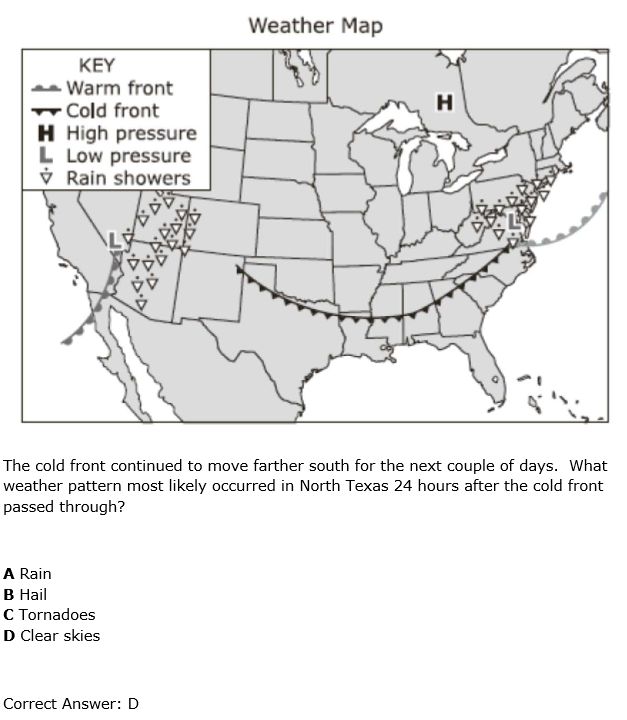 Weather Map
KEY
Warm front
Cold front
H High pressure
L Low pressure
Rain showers
H
L
L
The cold front continued to move farther south for the next couple of days.  What
weather pattern most likely occurred in North Texas 24 hours after the cold front
passed through?
A Rain
B Hail
C Tornadoes
D Clear skies
Correct Answer: D